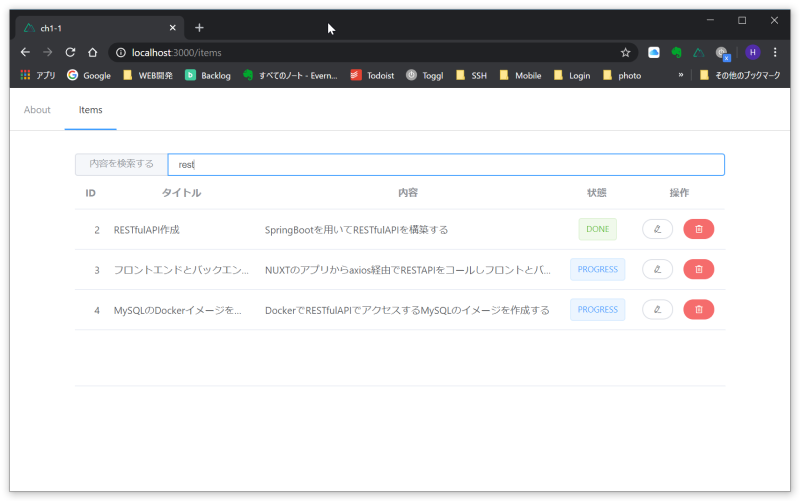 ch1-1
localhost:3000/items
H
アプリ Google WEB開発 Backlog すべてのノート - Evern... Todoist Toggl SSH Mobile Login photo » その他のブックマーク
About Items
内容を検索する rest
ID タイトル 内容 状態 操作
2 RESTfulAPI作成 SpringBootを用いてRESTfulAPIを構築する DONE
3 フロントエンドとバックエン... NUXTのアプリからaxios経由でRESTAPIをコールしフロントとバ... PROGRESS
4 MySQLのDockerイメージを... DockerでRESTfulAPIでアクセスするMySQLのイメージを作成する PROGRESS